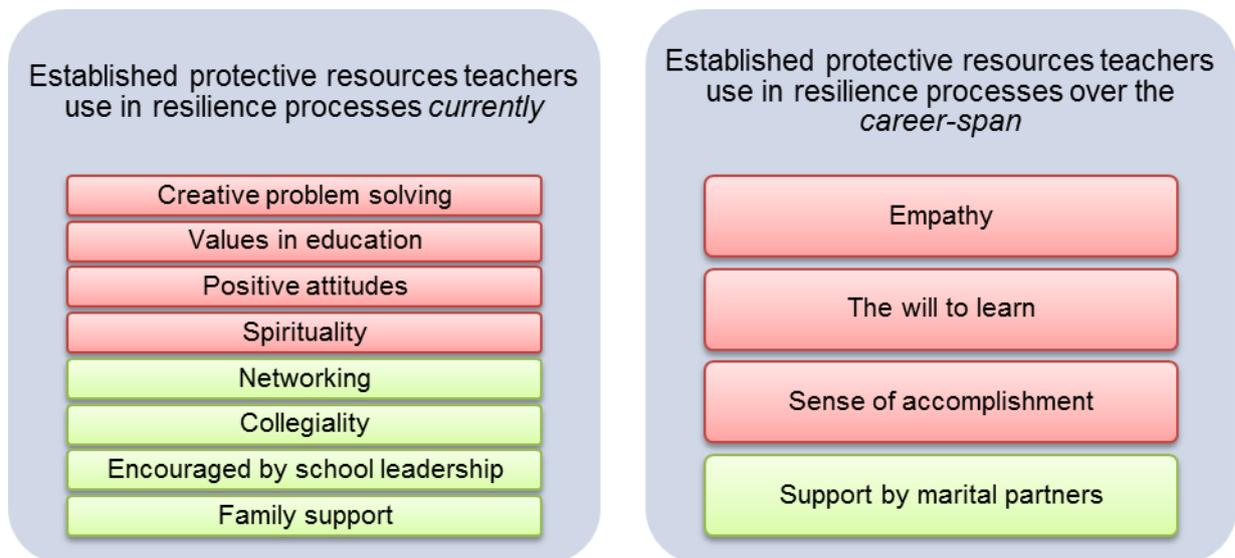 Established protective resources teachers
use in resilience processes currently
Creative problem solving
Values in education
Positive attitudes
Spirituality
Networking
Collegiality
Encouraged by school leadership
Family support
Established protective resources teachers
use in resilience processes over the
career-span
Empathy
The will to learn
Sense of accomplishment
Support by marital partners